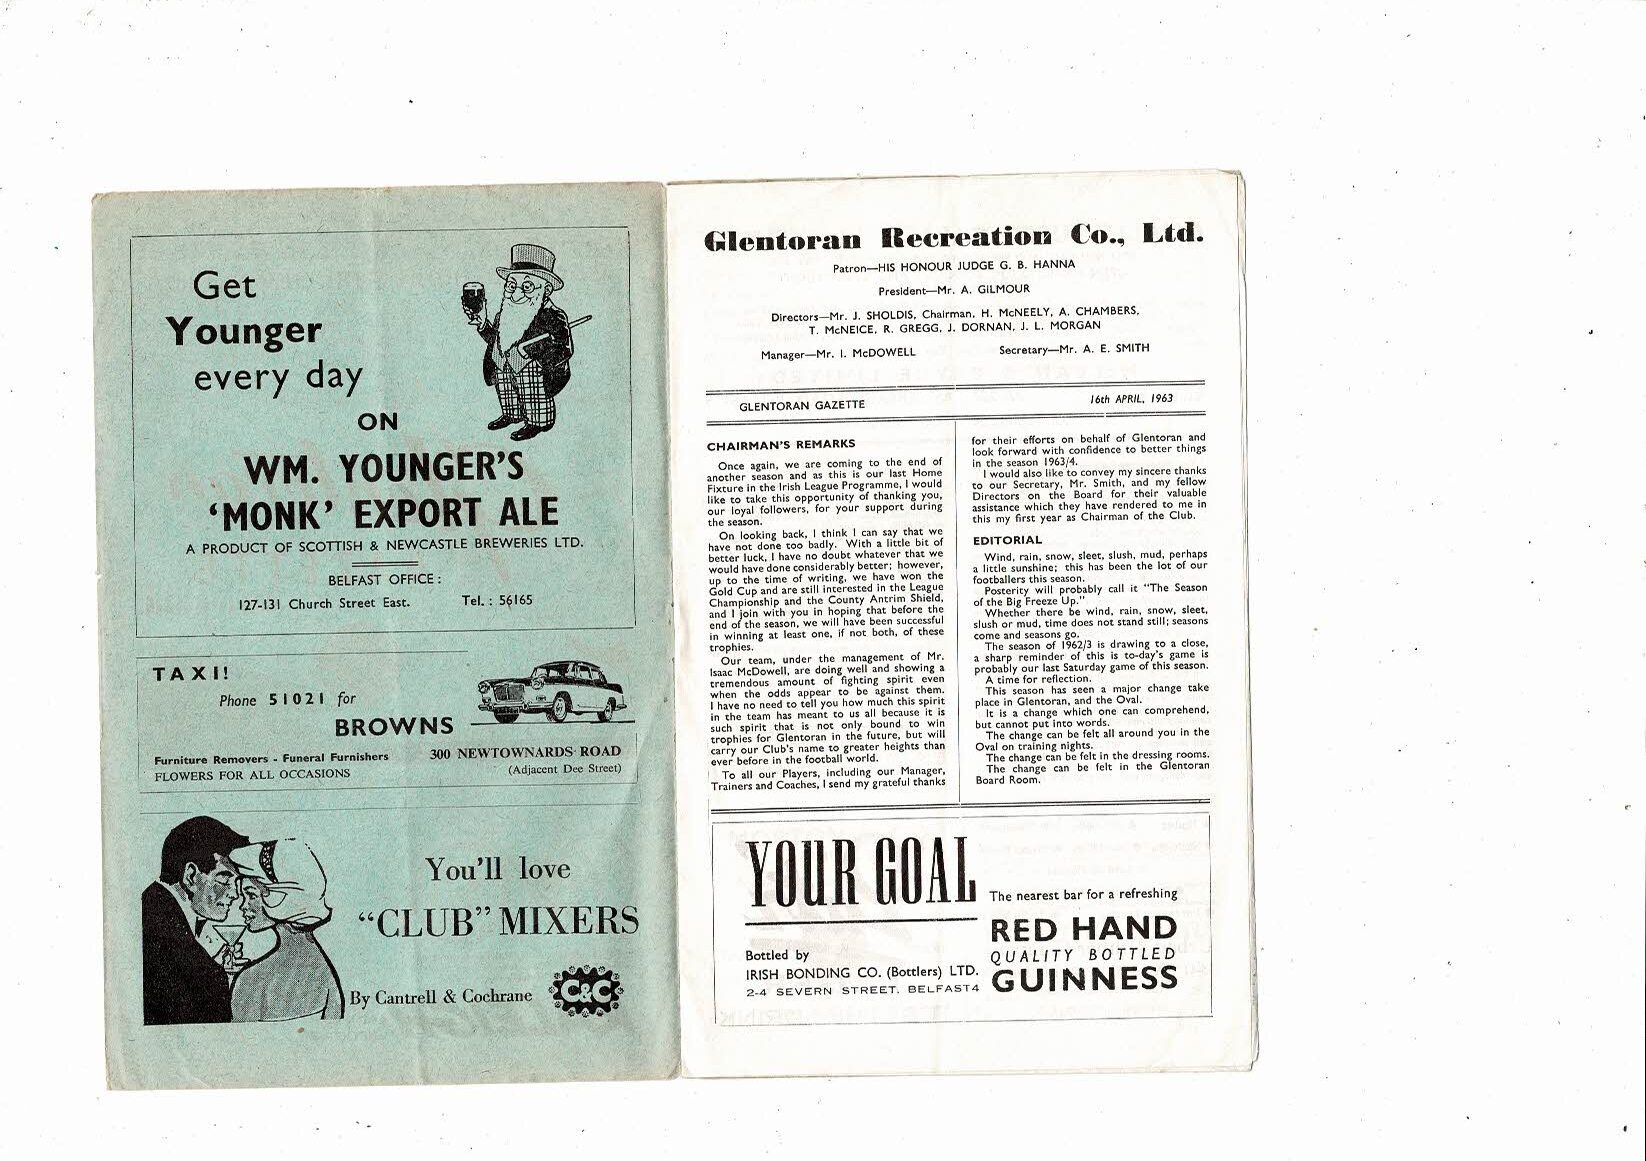 Get
Younger
every day
ON
WM. YOUNGER'S
'MONK' EXPORT ALE
A PRODUCT OF SCOTTISH & NEWCASTLE BREWERIES LTD.
BELFAST OFFICE :
127-131 Church Street East. Tel. : 56165
TAXI!
Phone 51021 for
BROWNS
Furniture Removers - Funeral Furnishers
FLOWERS FOR ALL OCCASIONS
300 NEWTOWNARDS ROAD
(Adjacent Dee Street)
You'll love
"CLUB" MIXERS
By Cantrell & Cochrane
C&C
Glentoran Recreation Co., Ltd.
Patron—HIS HONOUR JUDGE G. B. HANNA
President—Mr. A. GILMOUR
Directors—Mr. J. SHOLDIS, Chairman, H. McNEELY, A. CHAMBERS,
T. McNEICE, R. GREGG, J. DORNAN, J. L. MORGAN
Manager—Mr. I. McDOWELL Secretary—Mr. A. E. SMITH
GLENTORAN GAZETTE 16th APRIL, 1963
CHAIRMAN'S REMARKS
Once again, we are coming to the end of
another season and as this is our last Home
Fixture in the Irish League Programme, I would
like to take this opportunity of thanking you,
our loyal followers, for your support during
the season.
On looking back, I think I can say that we
have not done too badly. With a little bit of
better luck, I have no doubt whatever that we
would have done considerably better; however,
up to the time of writing, we have won the
Gold Cup and are still interested in the League
Championship and the County Antrim Shield,
and I join with you in hoping that before the
end of the season, we will have been successful
in winning at least one, if not both, of these
trophies.
Our team, under the management of Mr.
Isaac McDowell, are doing well and showing a
tremendous amount of fighting spirit even
when the odds appear to be against them.
I have no need to tell you how much this spirit
in the team has meant to us all because it is
such spirit that is not only bound to win
trophies for Glentoran in the future, but will
carry our Club's name to greater heights than
ever before in the football world.
To all our Players, including our Manager,
Trainers and Coaches, I send my grateful thanks
for their efforts on behalf of Glentoran and
look forward with confidence to better things
in the season 1963/4.
I would also like to convey my sincere thanks
to our Secretary, Mr. Smith, and my fellow
Directors on the Board for their valuable
assistance which they have rendered to me in
this my first year as Chairman of the Club.
EDITORIAL
Wind, rain, snow, sleet, slush, mud, perhaps
a little sunshine; this has been the lot of our
footballers this season.
Posterity will probably call it "The Season
of the Big Freeze Up."
Whether there be wind, rain, snow, sleet,
slush or mud, time does not stand still; seasons
come and seasons go.
The season of 1962/3 is drawing to a close,
a sharp reminder of this is to-day's game is
probably our last Saturday game of this season.
A time for reflection.
This season has seen a major change take
place in Glentoran, and the Oval.
It is a change which one can comprehend,
but cannot put into words.
The change can be felt all around you in the
Oval on training nights.
The change can be felt in the dressing rooms.
The change can be felt in the Glentoran
Board Room.
YOUR GOAL
The nearest bar for a refreshing
RED HAND
QUALITY BOTTLED
GUINNESS
Bottled by
IRISH BONDING CO. (Bottlers) LTD.
2-4 SEVERN STREET, BELFAST 4